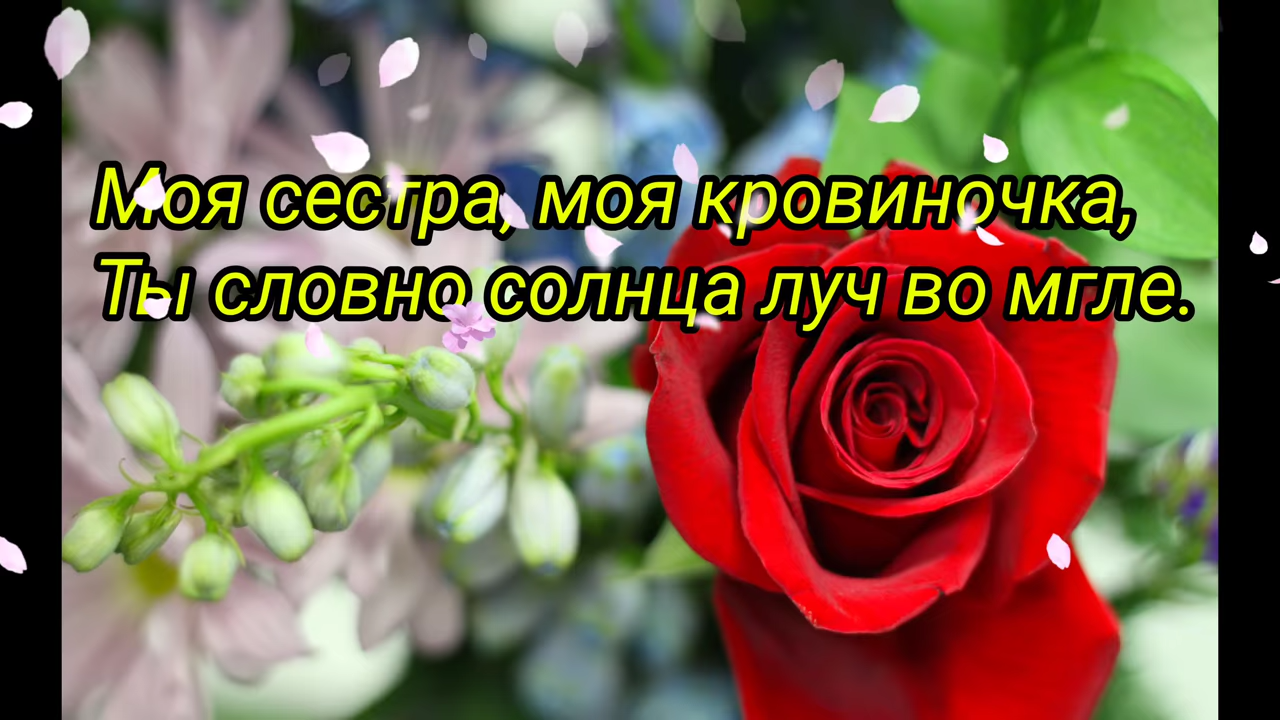 Моя сестра, моя кровиночка,
Ты словно солнца луч во мгле.